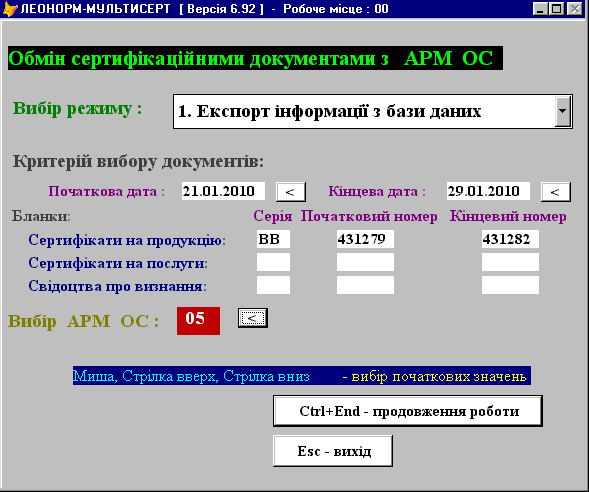 ЛЕОНОРМ-МУЛЬТИСЕРТ [ Версія 6.92 ] - Робоче місце : 00
Обмін сертифікаційними документами з АРМ ОС
Вибір режиму : 1. Експорт інформації з бази даних
Критерій вибору документів:
Початкова дата : 21.01.2010 < Кінцева дата : 29.01.2010 <
Бланки: Серія Початковий номер Кінцевий номер
Сертифікати на продукцію: ВВ 431279 431282
Сертифікати на послуги:
Свідоцтва про визнання:
Вибір АРМ ОС : 05 <
Миша, Стрілка вверх, Стрілка вниз - вибір початкових значень
Ctrl+End - продовження роботи
Esc - вихід